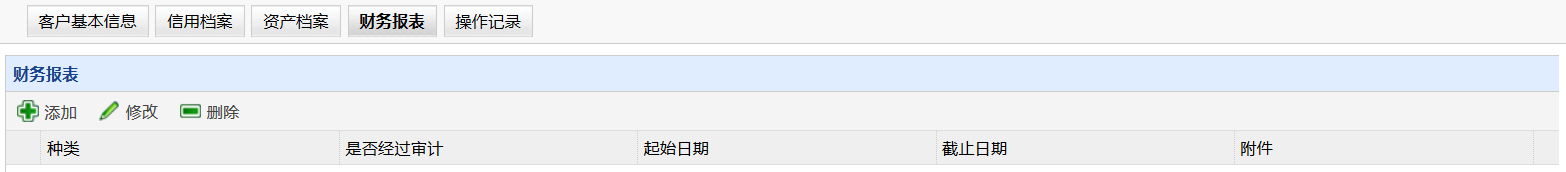 客户基本信息 信用档案 资产档案 财务报表 操作记录
财务报表
添加 修改 删除
种类 是否经过审计 起始日期 截止日期 附件